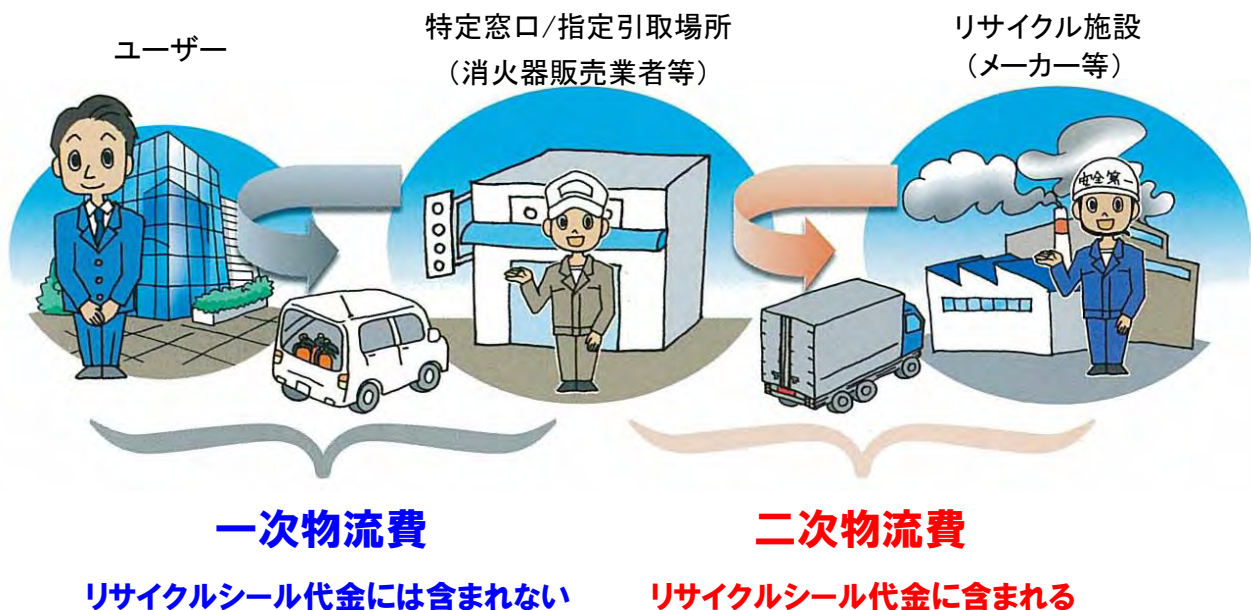 ユーザー
特定窓口/指定引取場所
（消火器販売業者等）
リサイクル施設
（メーカー等）
安全第一
一次物流費
二次物流費
リサイクルシール代金には含まれない
リサイクルシール代金に含まれる